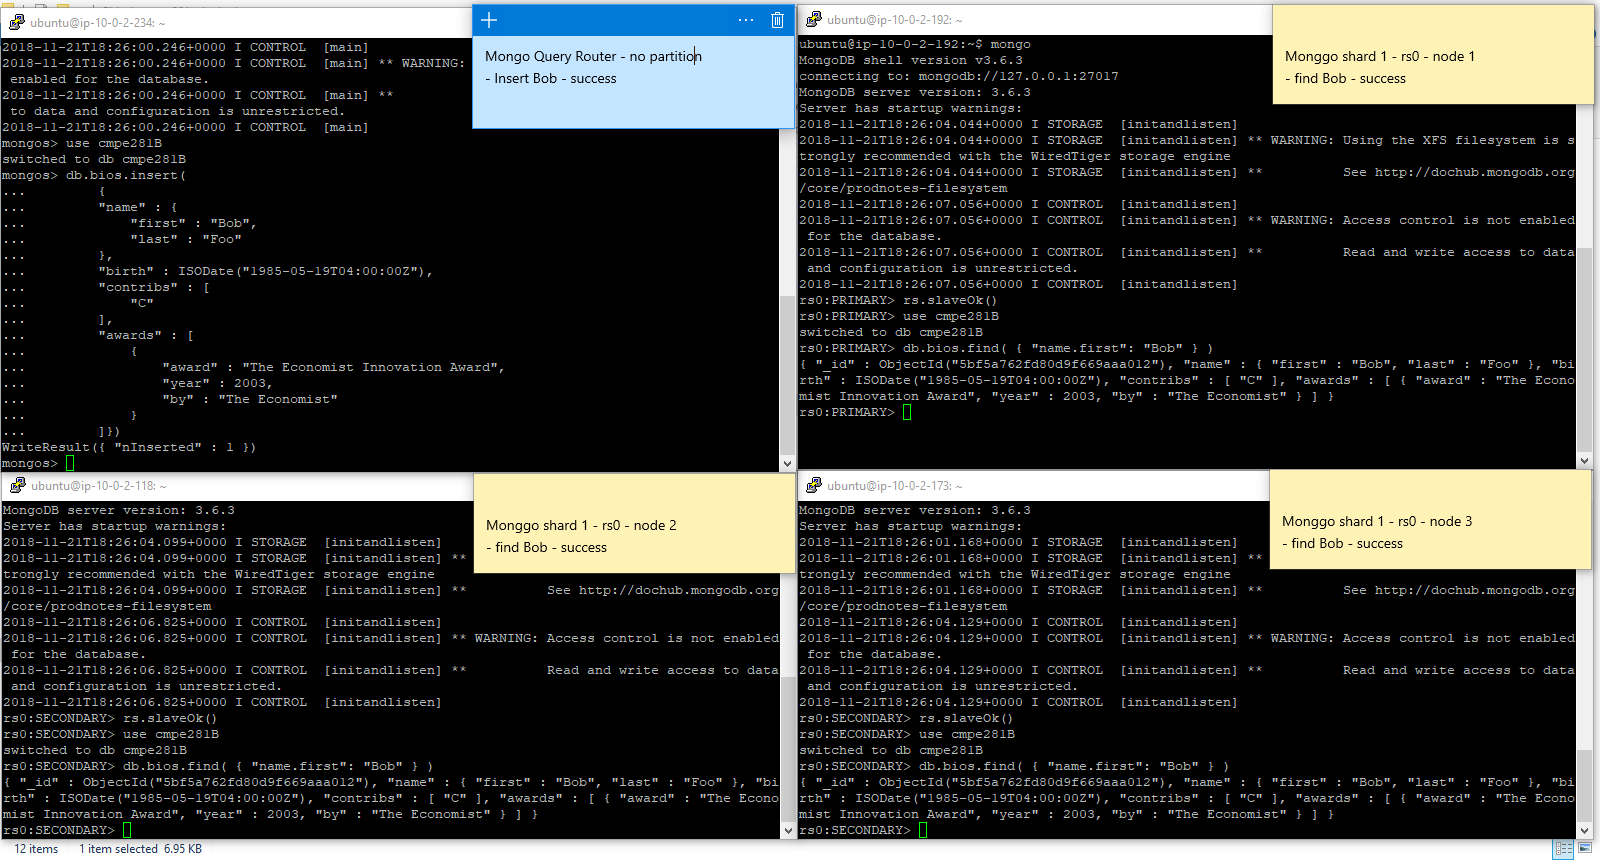 ubuntu@ip-10-0-2-234: ~
2018-11-21T18:26:00.246+0000 I CONTROL  [main]
2018-11-21T18:26:00.246+0000 I CONTROL  [main] ** WARNING:
 enabled for the database.
2018-11-21T18:26:00.246+0000 I CONTROL  [main] **
 to data and configuration is unrestricted.
2018-11-21T18:26:00.246+0000 I CONTROL  [main]
mongos> use cmpe281B
switched to db cmpe281B
mongos> db.bios.insert(
...         {
...         "name" : {
...             "first" : "Bob",
...             "last" : "Foo"
...         },
...         "birth" : ISODate("1985-05-19T04:00:00Z"),
...         "contribs" : [
...             "C"
...         ],
...         "awards" : [
...             {
...                 "award" : "The Economist Innovation Award",
...                 "year" : 2003,
...                 "by" : "The Economist"
...             }
...         ]})
WriteResult({ "nInserted" : 1 })
mongos>
Mongo Query Router - no partition
- Insert Bob - success
ubuntu@ip-10-0-2-192: ~
ubuntu@ip-10-0-2-192:~$ mongo
MongoDB shell version v3.6.3
connecting to: mongodb://127.0.0.1:27017
MongoDB server version: 3.6.3
Server has startup warnings:
2018-11-21T18:26:04.044+0000 I STORAGE  [initandlisten]
2018-11-21T18:26:04.044+0000 I STORAGE  [initandlisten] ** WARNING: Using the XFS filesystem is s
trongly recommended with the WiredTiger storage engine
2018-11-21T18:26:04.044+0000 I STORAGE  [initandlisten] **          See http://dochub.mongodb.org
/core/prodnotes-filesystem
2018-11-21T18:26:07.056+0000 I CONTROL  [initandlisten]
2018-11-21T18:26:07.056+0000 I CONTROL  [initandlisten] ** WARNING: Access control is not enabled
 for the database.
2018-11-21T18:26:07.056+0000 I CONTROL  [initandlisten] **          Read and write access to data
 and configuration is unrestricted.
2018-11-21T18:26:07.056+0000 I CONTROL  [initandlisten]
rs0:PRIMARY> rs.slaveOk()
rs0:PRIMARY> use cmpe281B
switched to db cmpe281B
rs0:PRIMARY> db.bios.find( { "name.first": "Bob" } )
{ "_id" : ObjectId("5bf5a762fd80d9f669aaa012"), "name" : { "first" : "Bob", "last" : "Foo" }, "bi
rth" : ISODate("1985-05-19T04:00:00Z"), "contribs" : [ "C" ], "awards" : [ { "award" : "The Econo
mist Innovation Award", "year" : 2003, "by" : "The Economist" } ] }
rs0:PRIMARY>
Monggo shard 1 - rs0 - node 1
- find Bob - success
ubuntu@ip-10-0-2-118: ~
MongoDB server version: 3.6.3
Server has startup warnings:
2018-11-21T18:26:04.099+0000 I STORAGE  [initandlisten]
2018-11-21T18:26:04.099+0000 I STORAGE  [initandlisten] **
trongly recommended with the WiredTiger storage engine
2018-11-21T18:26:04.099+0000 I STORAGE  [initandlisten] **          See http://dochub.mongodb.org
/core/prodnotes-filesystem
2018-11-21T18:26:06.825+0000 I CONTROL  [initandlisten]
2018-11-21T18:26:06.825+0000 I CONTROL  [initandlisten] ** WARNING: Access control is not enabled
 for the database.
2018-11-21T18:26:06.825+0000 I CONTROL  [initandlisten] **          Read and write access to data
 and configuration is unrestricted.
2018-11-21T18:26:06.825+0000 I CONTROL  [initandlisten]
rs0:SECONDARY> rs.slaveOk()
rs0:SECONDARY> use cmpe281B
switched to db cmpe281B
rs0:SECONDARY> db.bios.find( { "name.first": "Bob" } )
{ "_id" : ObjectId("5bf5a762fd80d9f669aaa012"), "name" : { "first" : "Bob", "last" : "Foo" }, "bi
rth" : ISODate("1985-05-19T04:00:00Z"), "contribs" : [ "C" ], "awards" : [ { "award" : "The Econo
mist Innovation Award", "year" : 2003, "by" : "The Economist" } ] }
rs0:SECONDARY>
Monggo shard 1 - rs0 - node 2
- find Bob - success
ubuntu@ip-10-0-2-173: ~
MongoDB server version: 3.6.3
Server has startup warnings:
2018-11-21T18:26:01.168+0000 I STORAGE  [initandlisten]
2018-11-21T18:26:01.168+0000 I STORAGE  [initandlisten] **
trongly recommended with the WiredTiger storage engine
2018-11-21T18:26:01.168+0000 I STORAGE  [initandlisten] **          See http://dochub.mongodb.org
/core/prodnotes-filesystem
2018-11-21T18:26:04.129+0000 I CONTROL  [initandlisten]
2018-11-21T18:26:04.129+0000 I CONTROL  [initandlisten] ** WARNING: Access control is not enabled
 for the database.
2018-11-21T18:26:04.129+0000 I CONTROL  [initandlisten] **          Read and write access to data
 and configuration is unrestricted.
2018-11-21T18:26:04.129+0000 I CONTROL  [initandlisten]
rs0:SECONDARY> rs.slaveOk()
rs0:SECONDARY> use cmpe281B
switched to db cmpe281B
rs0:SECONDARY> db.bios.find( { "name.first": "Bob" } )
{ "_id" : ObjectId("5bf5a762fd80d9f669aaa012"), "name" : { "first" : "Bob", "last" : "Foo" }, "bi
rth" : ISODate("1985-05-19T04:00:00Z"), "contribs" : [ "C" ], "awards" : [ { "award" : "The Econo
mist Innovation Award", "year" : 2003, "by" : "The Economist" } ] }
rs0:SECONDARY>
Monggo shard 1 - rs0 - node 3
- find Bob - success
12 items    1 item selected  6.95 KB